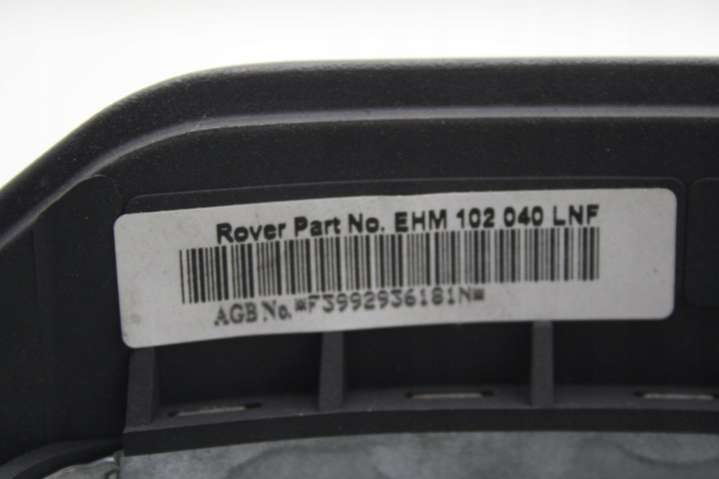 Rover Part No. EHM 102 040 LNF
AGB No. *F3992936181N*